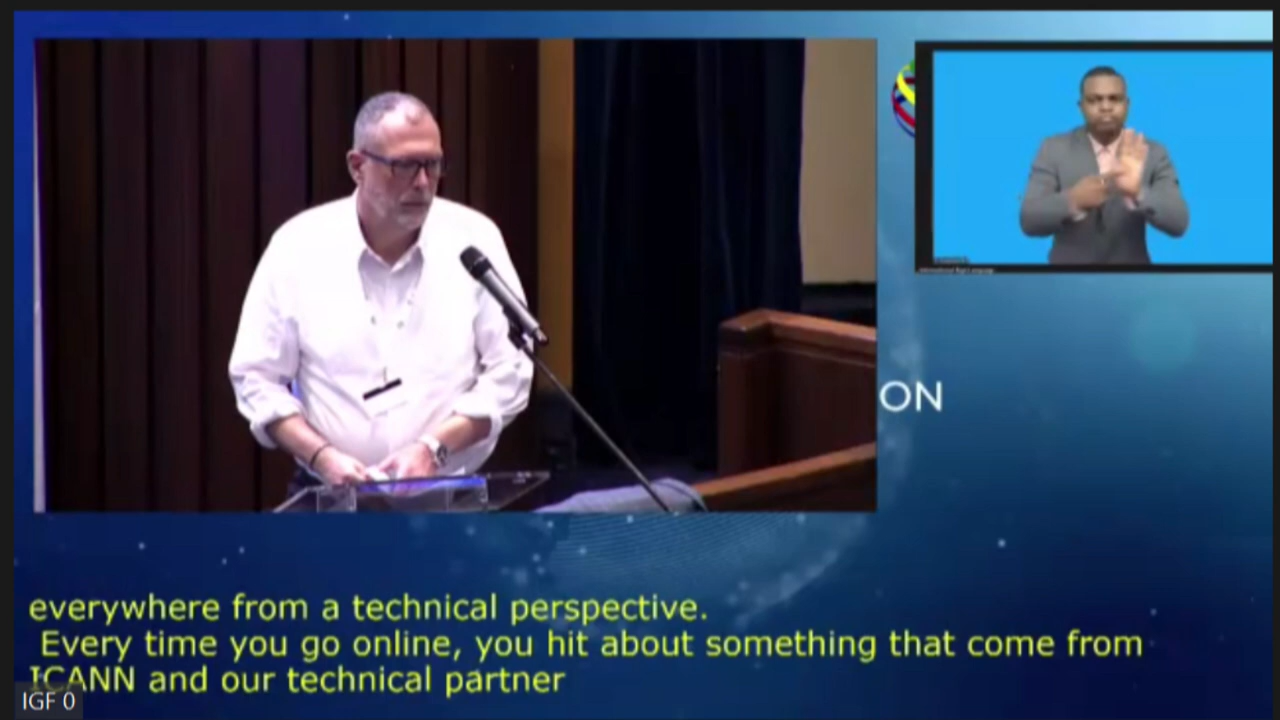 ON
everywhere from a technical perspective.
Every time you go online, you hit about something that come from
ICANN and our technical partner
IGF 0